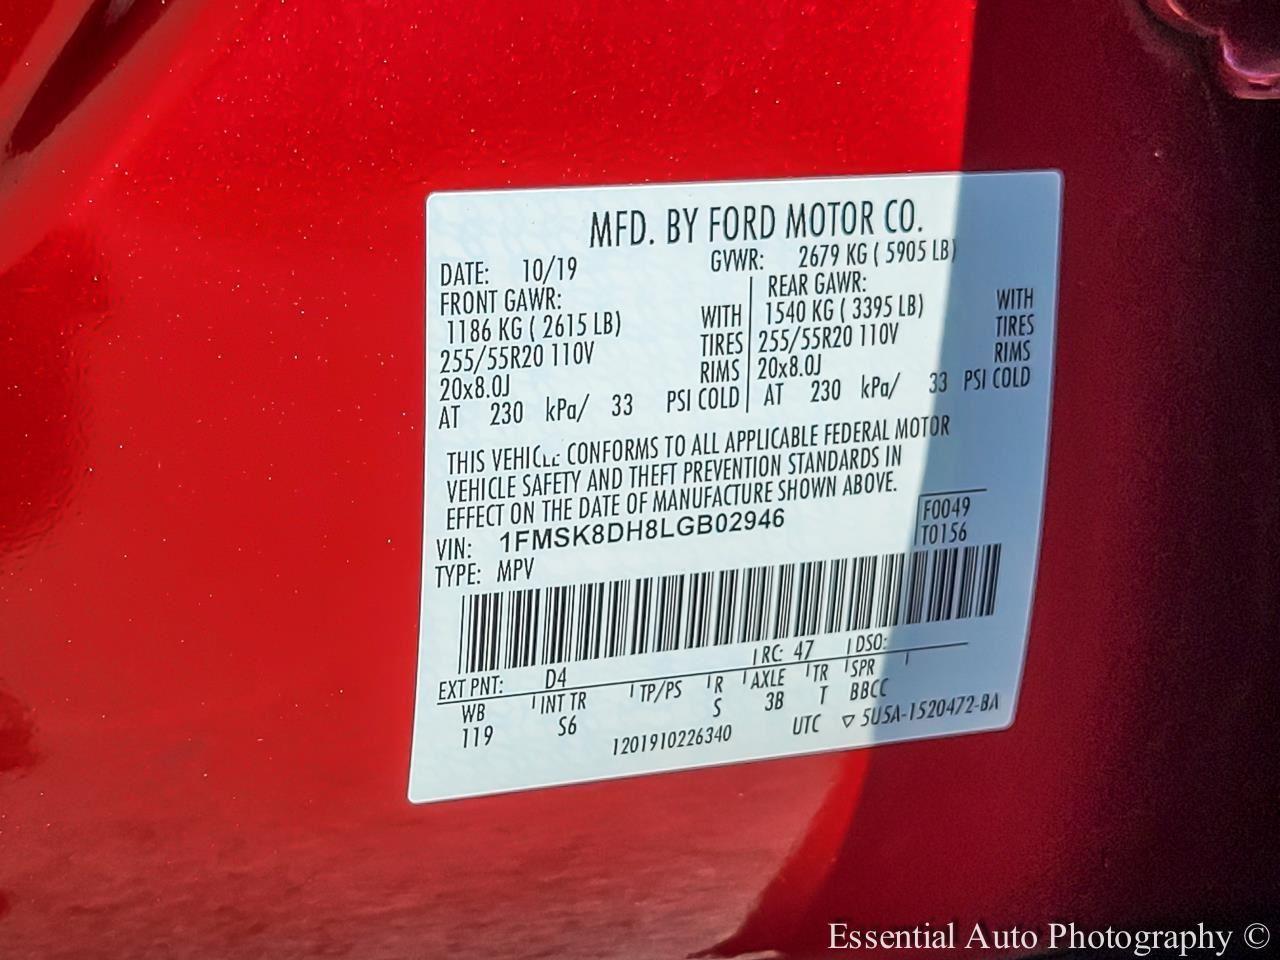 MFD. BY FORD MOTOR CO.
DATE: 10/19 GVWR: 2679 KG ( 5905 LB)
FRONT GAWR: REAR GAWR:
1186 KG ( 2615 LB) WITH 1540 KG ( 3395 LB) WITH
255/55R20 110V TIRES 255/55R20 110V TIRES
20x8.0J RIMS 20x8.0J RIMS
AT 230 kPa/ 33 PSI COLD AT 230 kPa/ 33 PSI COLD
THIS VEHICLE CONFORMS TO ALL APPLICABLE FEDERAL MOTOR
VEHICLE SAFETY AND THEFT PREVENTION STANDARDS IN
EFFECT ON THE DATE OF MANUFACTURE SHOWN ABOVE.
VIN: 1FMSK8DH8LGB02946 F0049
TYPE: MPV T0156
EXT PNT: D4 RC: 47 DSO:
WB INT TR TP/PS R AXLE TR SPR
119 S6 S 3B T BBCC
1201910226340 UTC ▽ 5U5A-1520472-BA
Essential Auto Photography ©